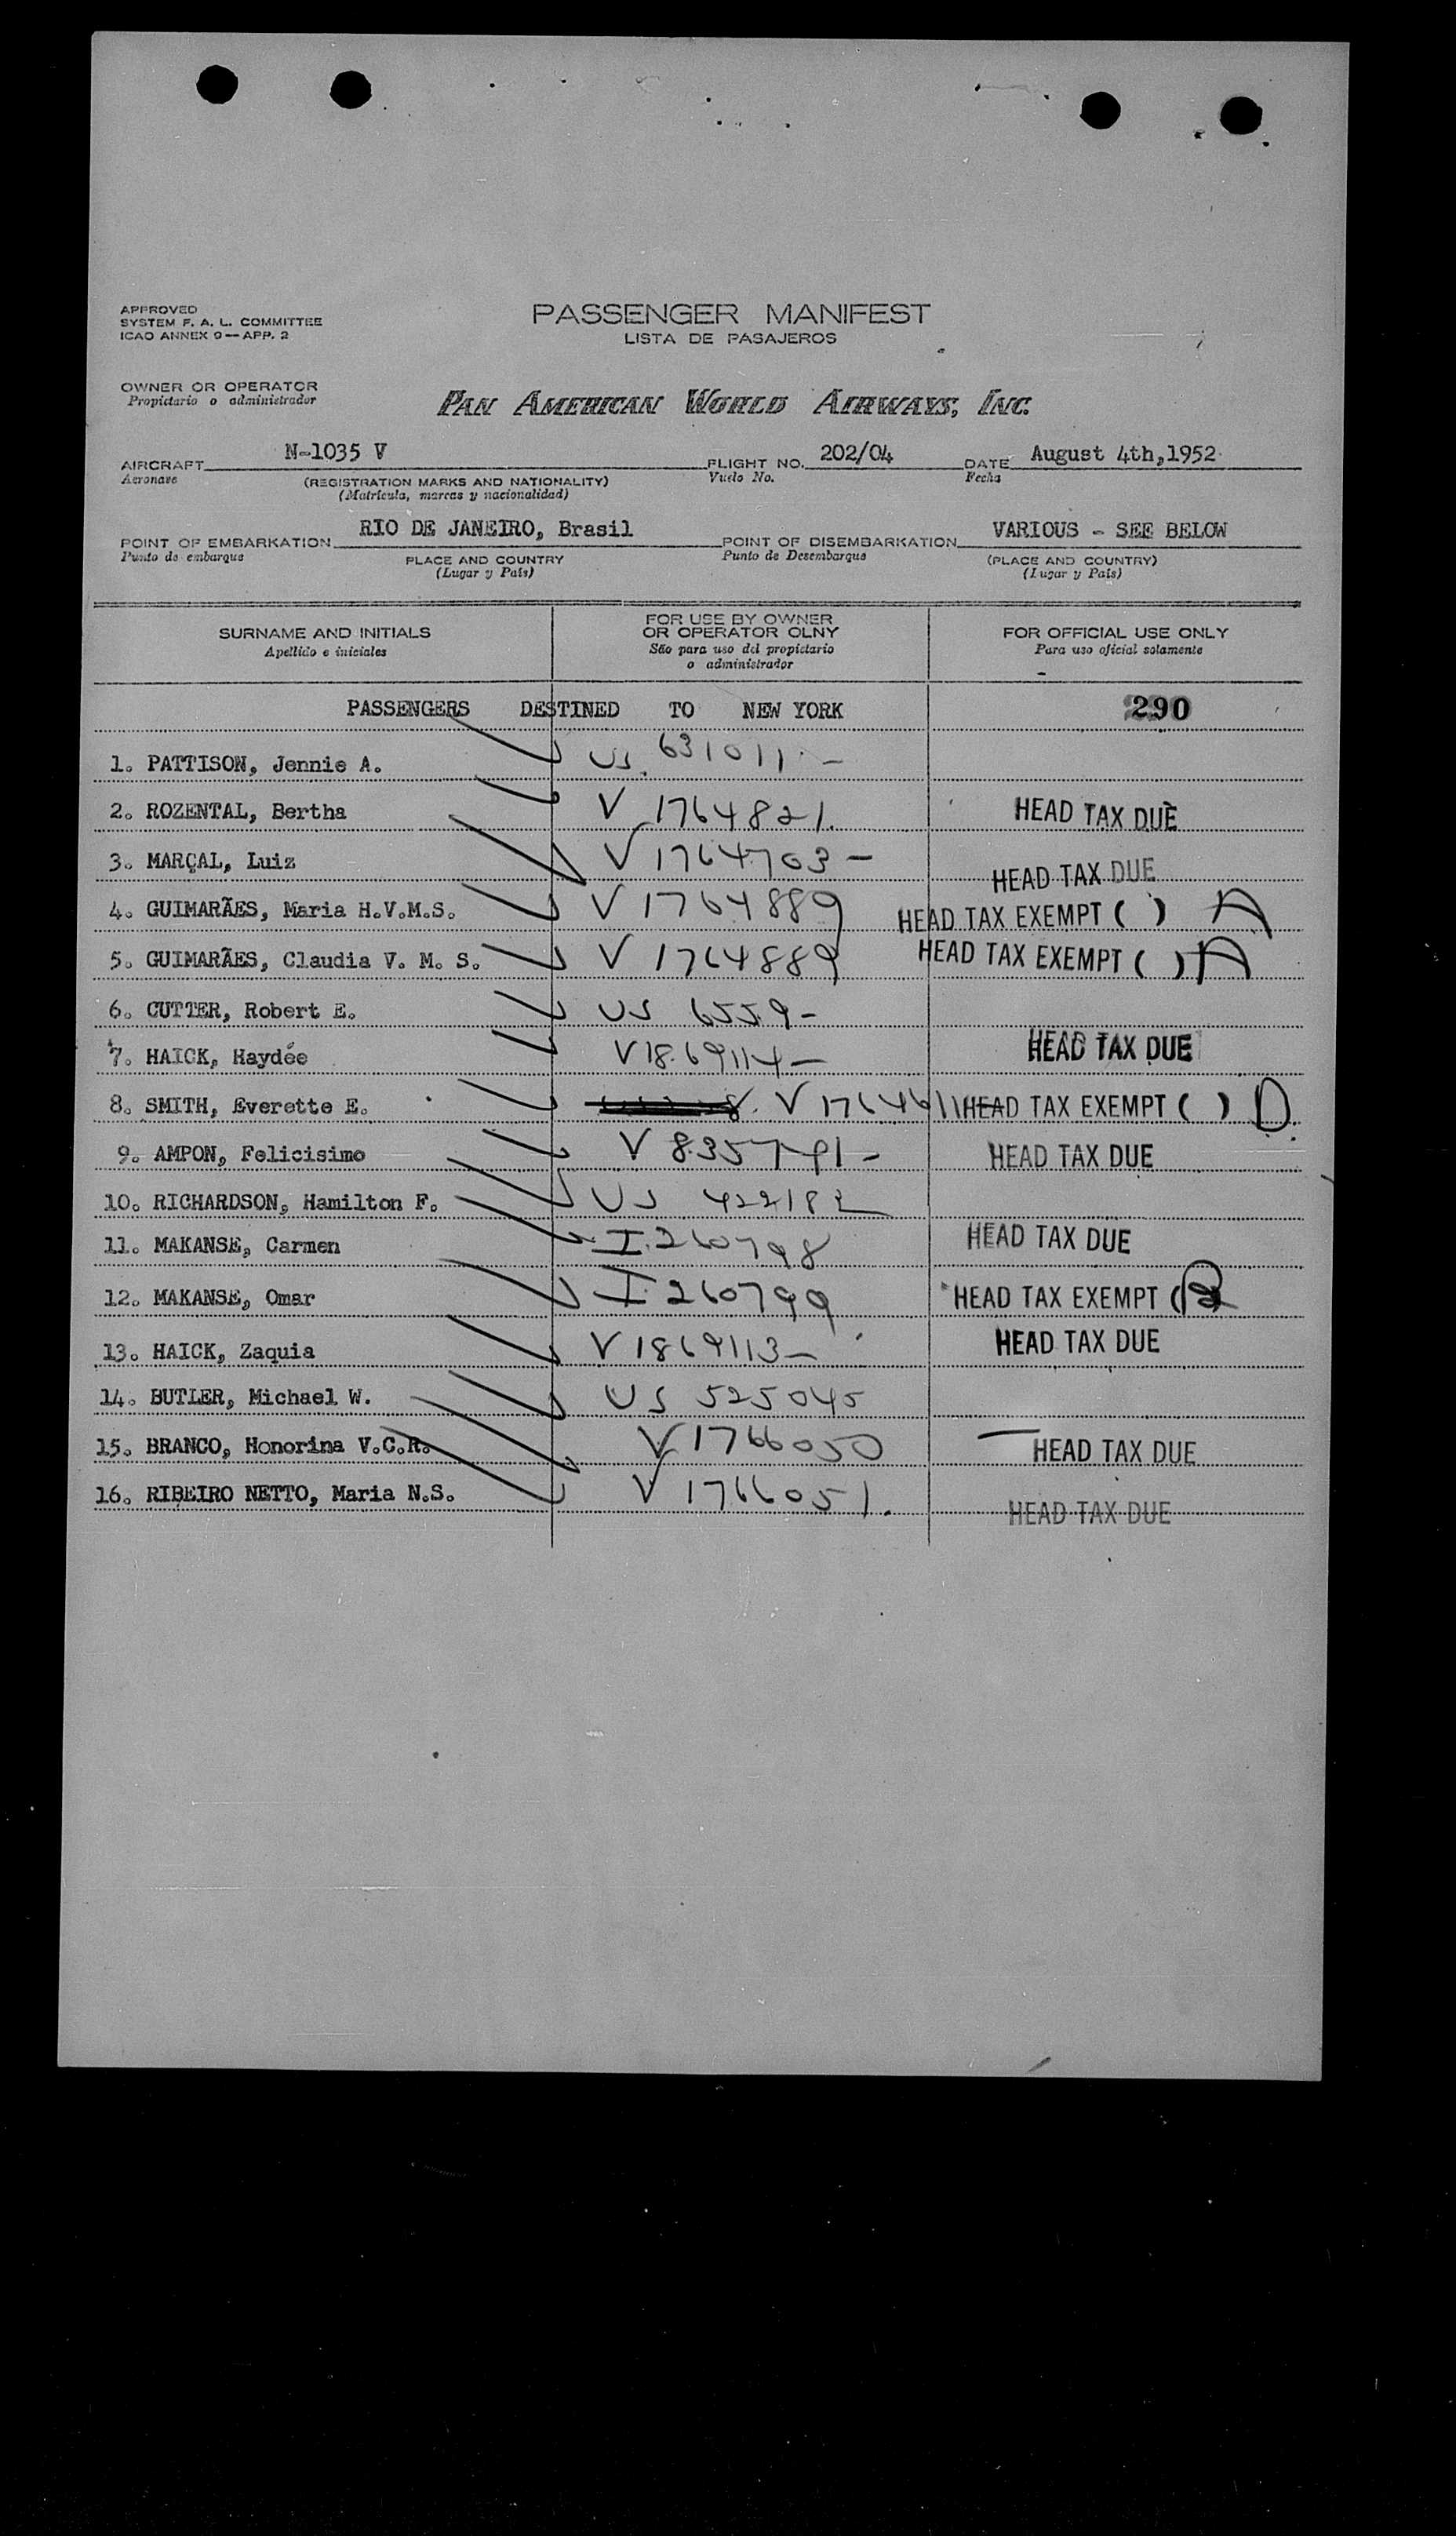 APPROVED
SYSTEM F. A. L. COMMITTEE
ICAO ANNEX 9—APP. 2
PASSENGER MANIFEST
LISTA DE PASAJEROS
OWNER OR OPERATOR
Propietario o administrador
PAN AMERICAN WORLD AIRWAYS, INC.
AIRCRAFT N-1035 V FLIGHT NO. 202/04 DATE August 4th,1952
Aeronave (REGISTRATION MARKS AND NATIONALITY) Vuelo No. Fecha
(Matrícula, marcas y nacionalidad)
POINT OF EMBARKATION RIO DE JANEIRO, Brasil POINT OF DISEMBARKATION VARIOUS - SEE BELOW
Punto de embarque PLACE AND COUNTRY Punto de Desembarque (PLACE AND COUNTRY)
(Lugar y País) (Lugar y País)
SURNAME AND INITIALS
Apellido e iniciales
FOR USE BY OWNER
OR OPERATOR OLNY
São para uso del propietario
o administrador
FOR OFFICIAL USE ONLY
Para uso oficial solamente
PASSENGERS DESTINED TO NEW YORK 290
1. PATTISON, Jennie A. US. 631011 -
2. ROZENTAL, Bertha V 1764821. HEAD TAX DUE
3. MARÇAL, Luiz V 1764703 - HEAD TAX DUE
4. GUIMARÃES, Maria H.V.M.S. V 1764889 HEAD TAX EXEMPT ( ) A
5. GUIMARÃES, Claudia V. M. S. V 1764889 HEAD TAX EXEMPT ( ) A
6. CUTTER, Robert E. US 6559 -
7. HAICK, Haydée V 1869114 - HEAD TAX DUE
8. SMITH, Everette E. HEAD TAX EXEMPT ( ) D
9. AMPON, Felicisimo V 835791 - HEAD TAX DUE
10. RICHARDSON, Hamilton F. US 422182
11. MAKANSE, Carmen I.260798 HEAD TAX DUE
12. MAKANSE, Omar I.260799 HEAD TAX EXEMPT (
13. HAICK, Zaquia V 1869113 - HEAD TAX DUE
14. BUTLER, Michael W. US 525045
15. BRANCO, Honorina V.C.R. V 1766050 HEAD TAX DUE
16. RIBEIRO NETTO, Maria N.S. V 1766051. HEAD TAX DUE